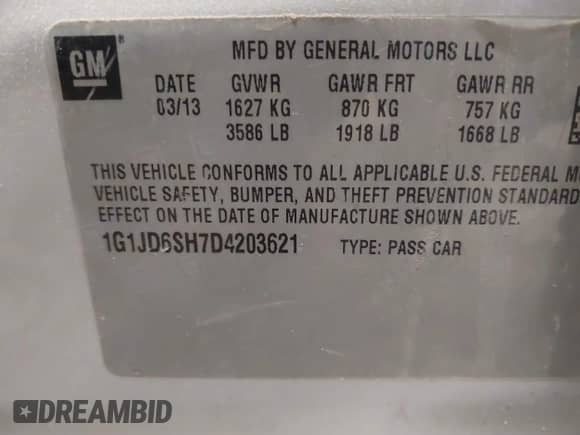 GM ®
MFD BY GENERAL MOTORS LLC
DATE GVWR GAWR FRT GAWR RR
03/13 1627 KG 870 KG 757 KG
3586 LB 1918 LB 1668 LB
THIS VEHICLE CONFORMS TO ALL APPLICABLE U.S. FEDERAL M
VEHICLE SAFETY, BUMPER, AND THEFT PREVENTION STANDARD
EFFECT ON THE DATE OF MANUFACTURE SHOWN ABOVE.
1G1JD6SH7D4203621 TYPE: PASS CAR
DREAMBID